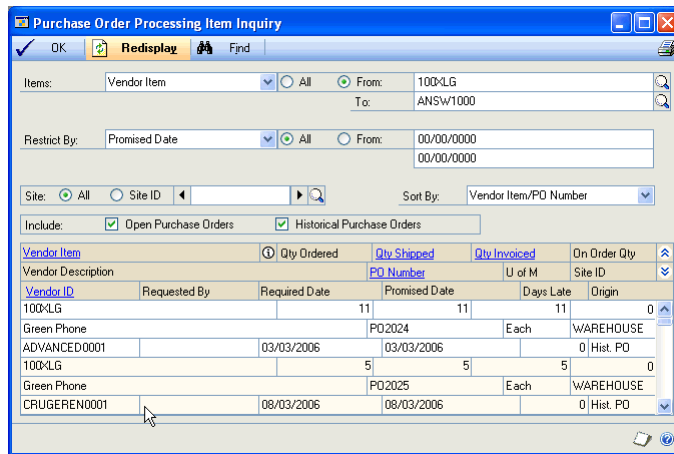 Purchase Order Processing Item Inquiry
OK Redisplay Find
Items: Vendor Item All From: 100XLG
To: ANSW1000
Restrict By: Promised Date All From: 00/00/0000
00/00/0000
Site: All Site ID Sort By: Vendor Item/PO Number
Include: Open Purchase Orders Historical Purchase Orders
Vendor Item Qty Ordered Qty Shipped Qty Invoiced On Order Qty
Vendor Description PO Number U of M Site ID
Vendor ID Requested By Required Date Promised Date Days Late Origin
100XLG 11 11 11 0
Green Phone PO2024 Each WAREHOUSE
ADVANCED0001 03/03/2006 03/03/2006 0 Hist. PO
100XLG 5 5 5 0
Green Phone PO2025 Each WAREHOUSE
CRUGEREN0001 08/03/2006 08/03/2006 0 Hist. PO